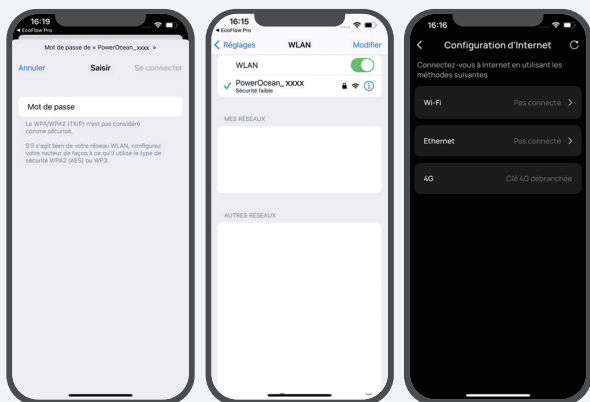 16:19
EcoFlow Pro
Mot de passe de « PowerOcean_xxxx »
Annuler Saisir Se connecter
Mot de passe
Le WPA/WPA2 (TKIP) n'est pas considéré
comme sécurisé.
S'il s'agit bien de votre réseau WLAN, configurez
votre routeur de façon à ce qu'il utilise le type de
sécurité WPA2 (AES) ou WP3.
16:15
EcoFlow Pro
Réglages WLAN Modifier
WLAN
PowerOcean_XXXX
Sécurité faible
MES RÉSEAUX
AUTRES RÉSEAUX
16:16
Configuration d'Internet
Connectez-vous à Internet en utilisant les
méthodes suivantes
Wi-Fi Pas connecté
Ethernet Pas connecté
4G Clé 4G débranchée